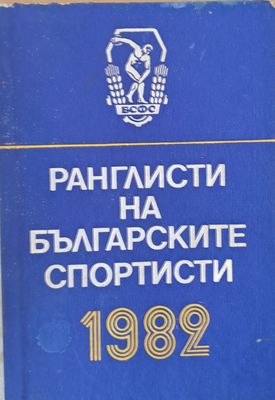 БСФС
РАНГЛИСТИ
НА
БЪЛГАРСКИТЕ
СПОРТИСТИ
1982